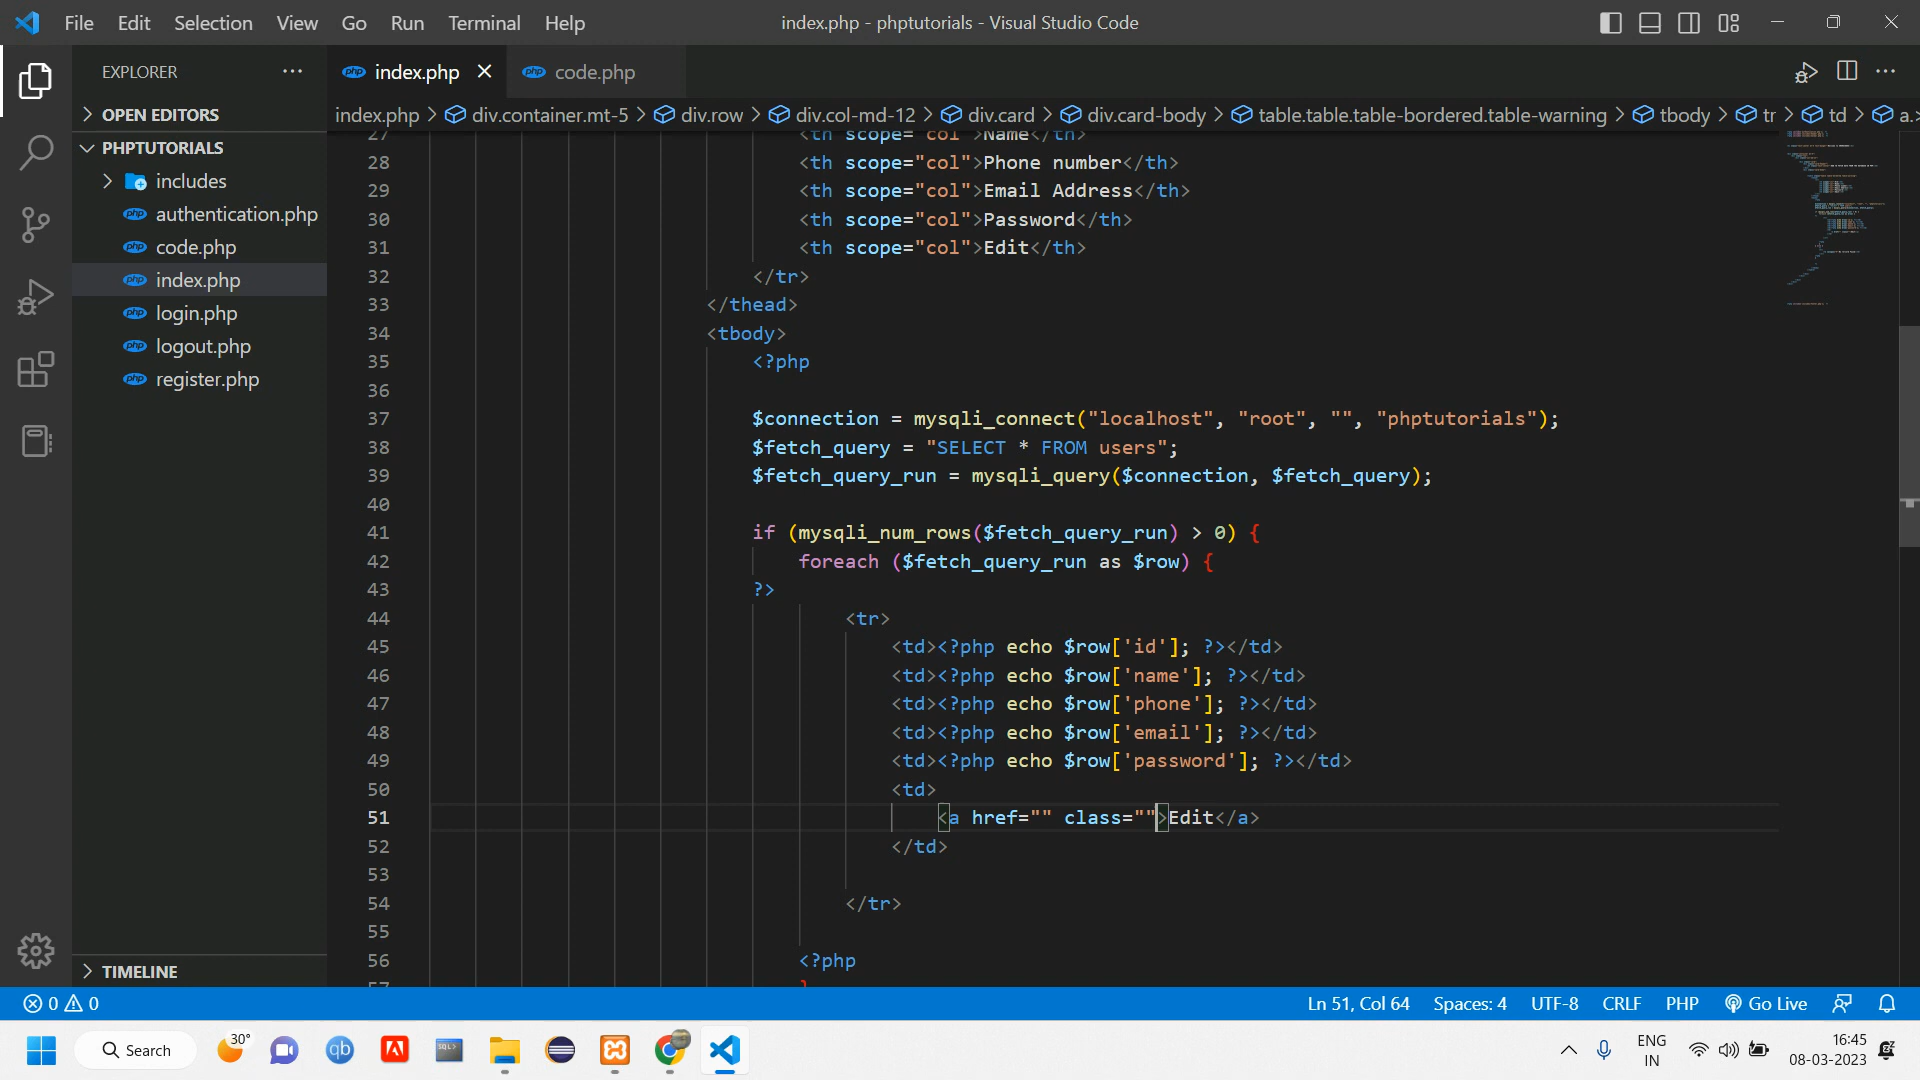 File Edit Selection View Go Run Terminal Help
index.php - phptutorials - Visual Studio Code
EXPLORER
OPEN EDITORS
PHPTUTORIALS
includes
authentication.php
code.php
index.php
login.php
logout.php
register.php
TIMELINE
index.php
code.php
index.php > div.container.mt-5 > div.row > div.col-md-12 > div.card > div.card-body > table.table.table-bordered.table-warning > tbody > tr > td > a.
27 <th scope="col">Name</th>
28 <th scope="col">Phone number</th>
29 <th scope="col">Email Address</th>
30 <th scope="col">Password</th>
31 <th scope="col">Edit</th>
32 </tr>
33 </thead>
34 <tbody>
35 <?php
36
37 $connection = mysqli_connect("localhost", "root", "", "phptutorials");
38 $fetch_query = "SELECT * FROM users";
39 $fetch_query_run = mysqli_query($connection, $fetch_query);
40
41 if (mysqli_num_rows($fetch_query_run) > 0) {
42 foreach ($fetch_query_run as $row) {
43 ?>
44 <tr>
45 <td><?php echo $row['id']; ?></td>
46 <td><?php echo $row['name']; ?></td>
47 <td><?php echo $row['phone']; ?></td>
48 <td><?php echo $row['email']; ?></td>
49 <td><?php echo $row['password']; ?></td>
50 <td>
51 <a href="" class="">Edit</a>
52 </td>
53
54 </tr>
55
56 <?php
57 }
0 0
Ln 51, Col 64 Spaces: 4 UTF-8 CRLF PHP Go Live
Search
30°
qb
SQL>
ENG
IN
16:45
08-03-2023